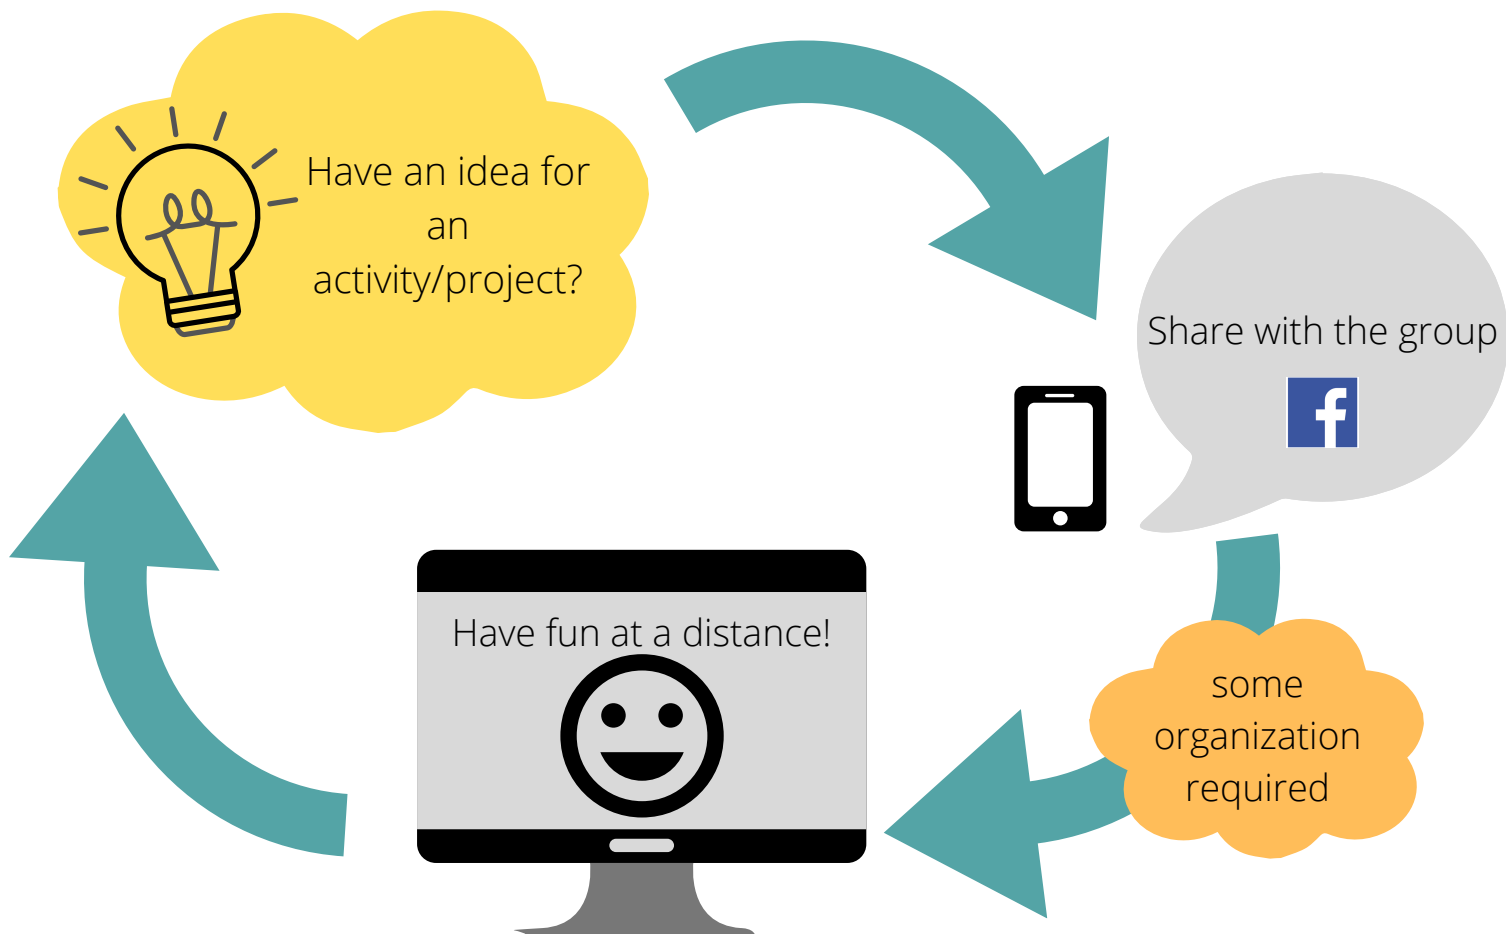 Have an idea for
an
activity/project?
Share with the group
f
Have fun at a distance!
some
organization
required